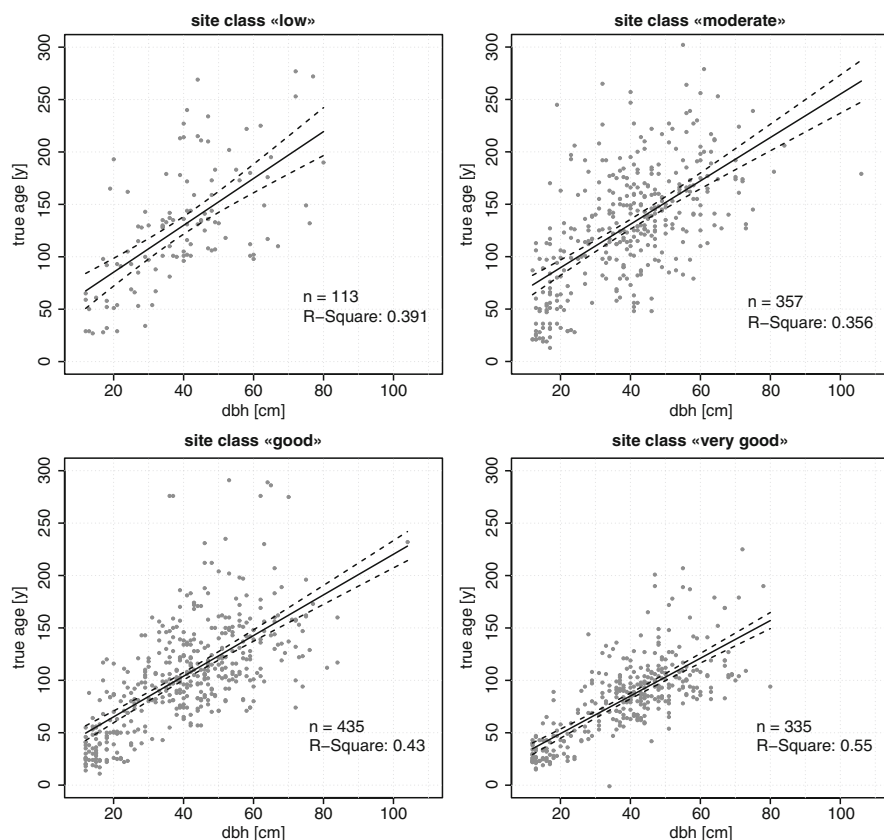 site class «low»
true age [y]
300
250
200
150
100
50
0
n = 113
R−Square: 0.391
20 40 60 80 100
dbh [cm]
site class «moderate»
true age [y]
300
250
200
150
100
50
0
n = 357
R−Square: 0.356
20 40 60 80 100
dbh [cm]
site class «good»
true age [y]
300
250
200
150
100
50
0
n = 435
R−Square: 0.43
20 40 60 80 100
dbh [cm]
site class «very good»
true age [y]
300
250
200
150
100
50
0
n = 335
R−Square: 0.55
20 40 60 80 100
dbh [cm]